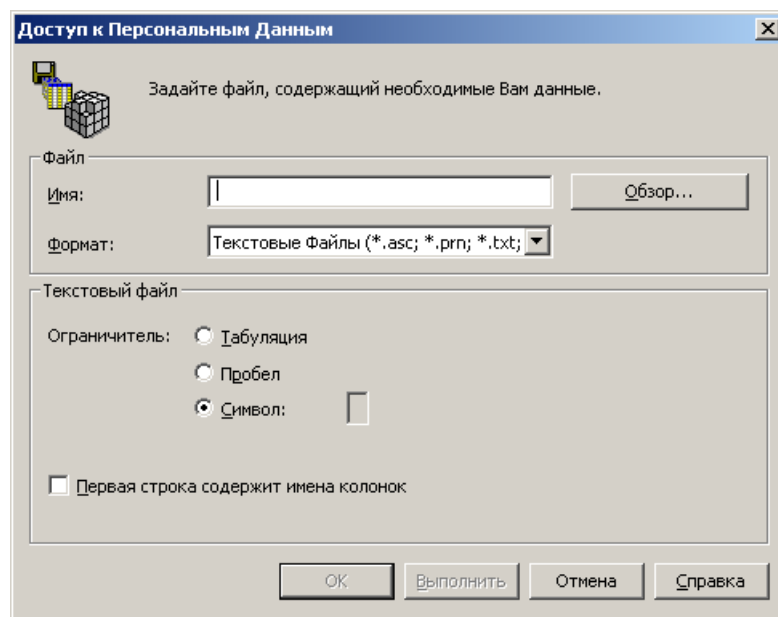 Доступ к Персональным Данным
Задайте файл, содержащий необходимые Вам данные.
Файл
Имя:
Обзор...
Формат:
Текстовые Файлы (*.asc; *.prn; *.txt;
Текстовый файл
Ограничитель:
Табуляция
Пробел
Символ:
Первая строка содержит имена колонок
ОК
Выполнить
Отмена
Справка